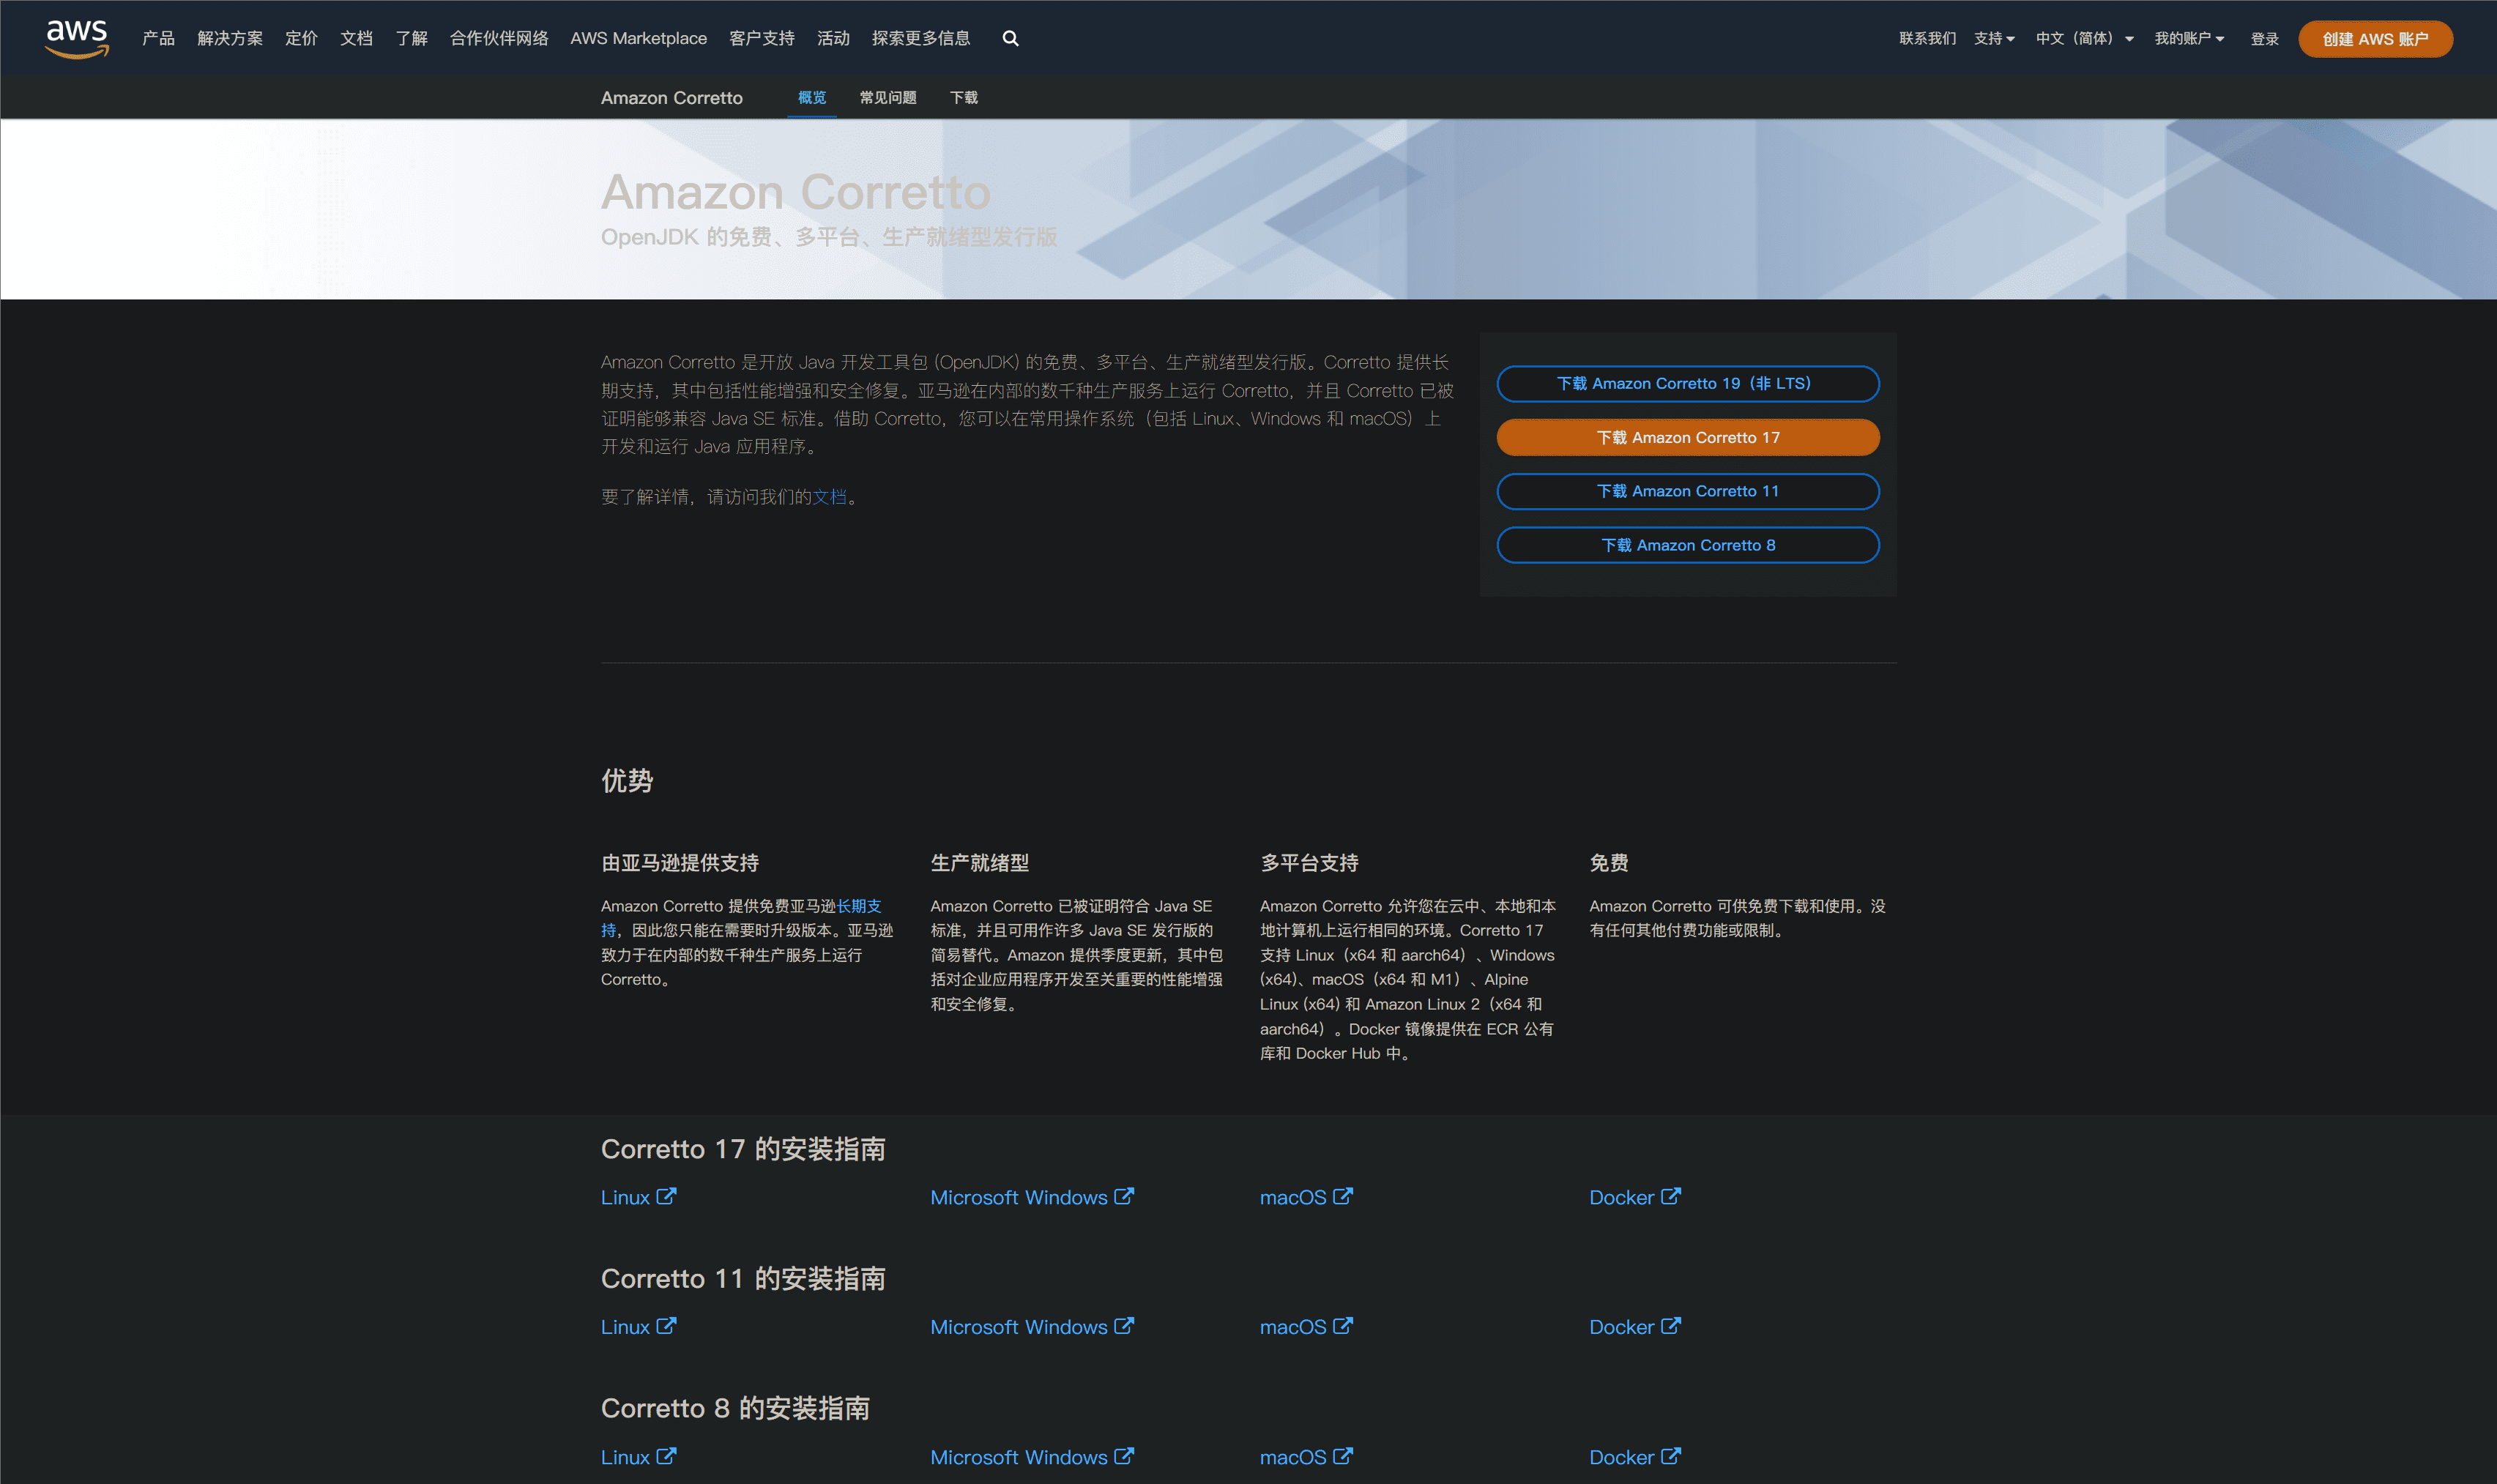 aws
产品 解决方案 定价 文档 了解 合作伙伴网络 AWS Marketplace 客户支持 活动 探索更多信息
联系我们 支持 中文（简体） 我的账户 登录 创建 AWS 账户
Amazon Corretto 概览 常见问题 下载
Amazon Corretto
OpenJDK 的免费、多平台、生产就绪型发行版
Amazon Corretto 是开放 Java 开发工具包 (OpenJDK) 的免费、多平台、生产就绪型发行版。Corretto 提供长
期支持，其中包括性能增强和安全修复。亚马逊在内部的数千种生产服务上运行 Corretto，并且 Corretto 已被
证明能够兼容 Java SE 标准。借助 Corretto，您可以在常用操作系统（包括 Linux、Windows 和 macOS）上
开发和运行 Java 应用程序。
要了解详情，请访问我们的文档。
下载 Amazon Corretto 19（非 LTS）
下载 Amazon Corretto 17
下载 Amazon Corretto 11
下载 Amazon Corretto 8
优势
由亚马逊提供支持
Amazon Corretto 提供免费亚马逊长期支
持，因此您只能在需要时升级版本。亚马逊
致力于在内部的数千种生产服务上运行
Corretto。
生产就绪型
Amazon Corretto 已被证明符合 Java SE
标准，并且可用作许多 Java SE 发行版的
简易替代。Amazon 提供季度更新，其中包
括对企业应用程序开发至关重要的性能增强
和安全修复。
多平台支持
Amazon Corretto 允许您在云中、本地和本
地计算机上运行相同的环境。Corretto 17
支持 Linux（x64 和 aarch64）、Windows
(x64)、macOS（x64 和 M1）、Alpine
Linux (x64) 和 Amazon Linux 2（x64 和
aarch64）。Docker 镜像提供在 ECR 公有
库和 Docker Hub 中。
免费
Amazon Corretto 可供免费下载和使用。没
有任何其他付费功能或限制。
Corretto 17 的安装指南
Linux Microsoft Windows macOS Docker
Corretto 11 的安装指南
Linux Microsoft Windows macOS Docker
Corretto 8 的安装指南
Linux Microsoft Windows macOS Docker